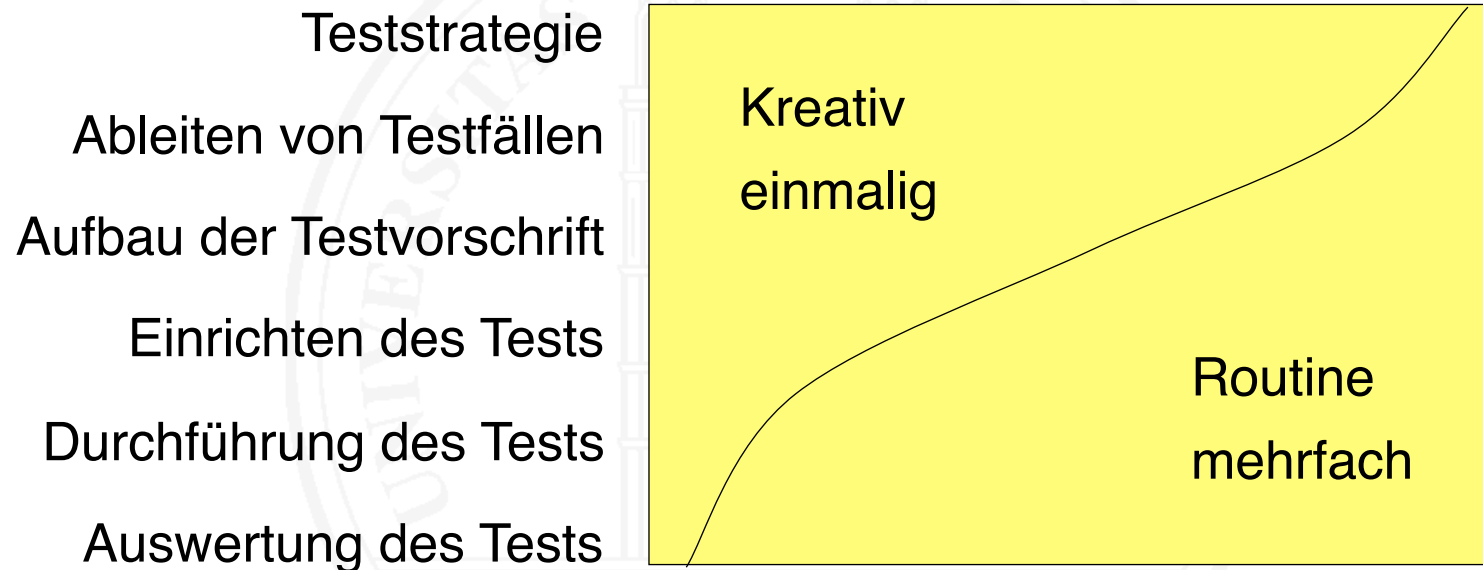 Teststrategie
Ableiten von Testfällen
Aufbau der Testvorschrift
Einrichten des Tests
Durchführung des Tests
Auswertung des Tests
Kreativ
einmalig
Routine
mehrfach